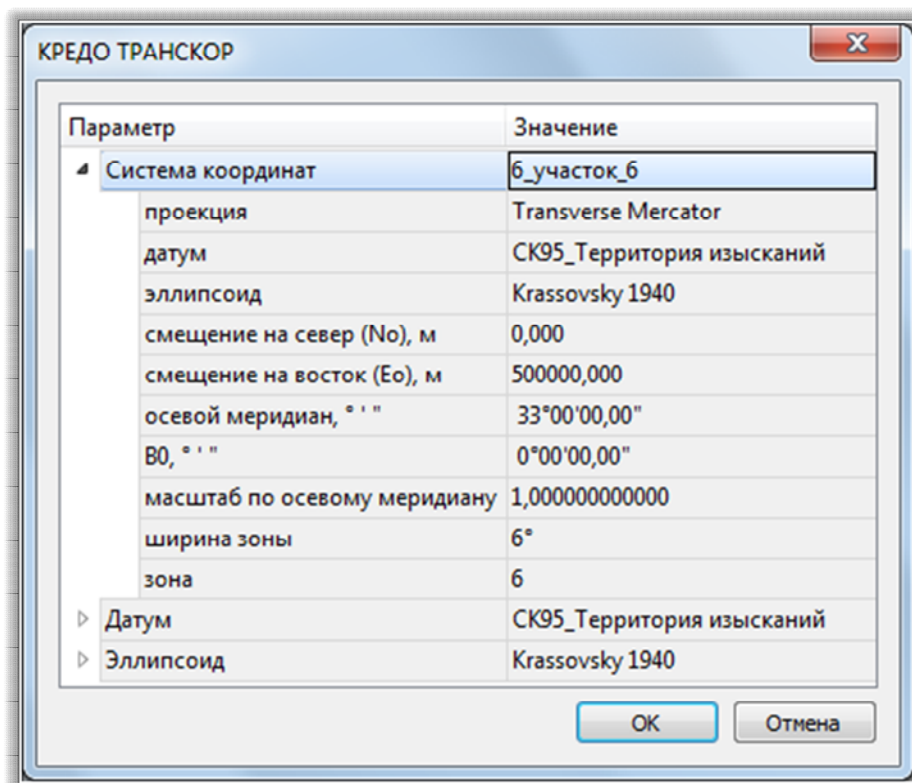 КРЕДО ТРАНСКОР
Параметр Значение
Система координат 6_участок_6
проекция Transverse Mercator
датум СК95_Территория изысканий
эллипсоид Krassovsky 1940
смещение на север (No), м 0,000
смещение на восток (Eo), м 500000,000
осевой меридиан, ° ' " 33°00'00,00"
B0, ° ' " 0°00'00,00"
масштаб по осевому меридиану 1,000000000000
ширина зоны 6°
зона 6
Датум СК95_Территория изысканий
Эллипсоид Krassovsky 1940
OK Отмена